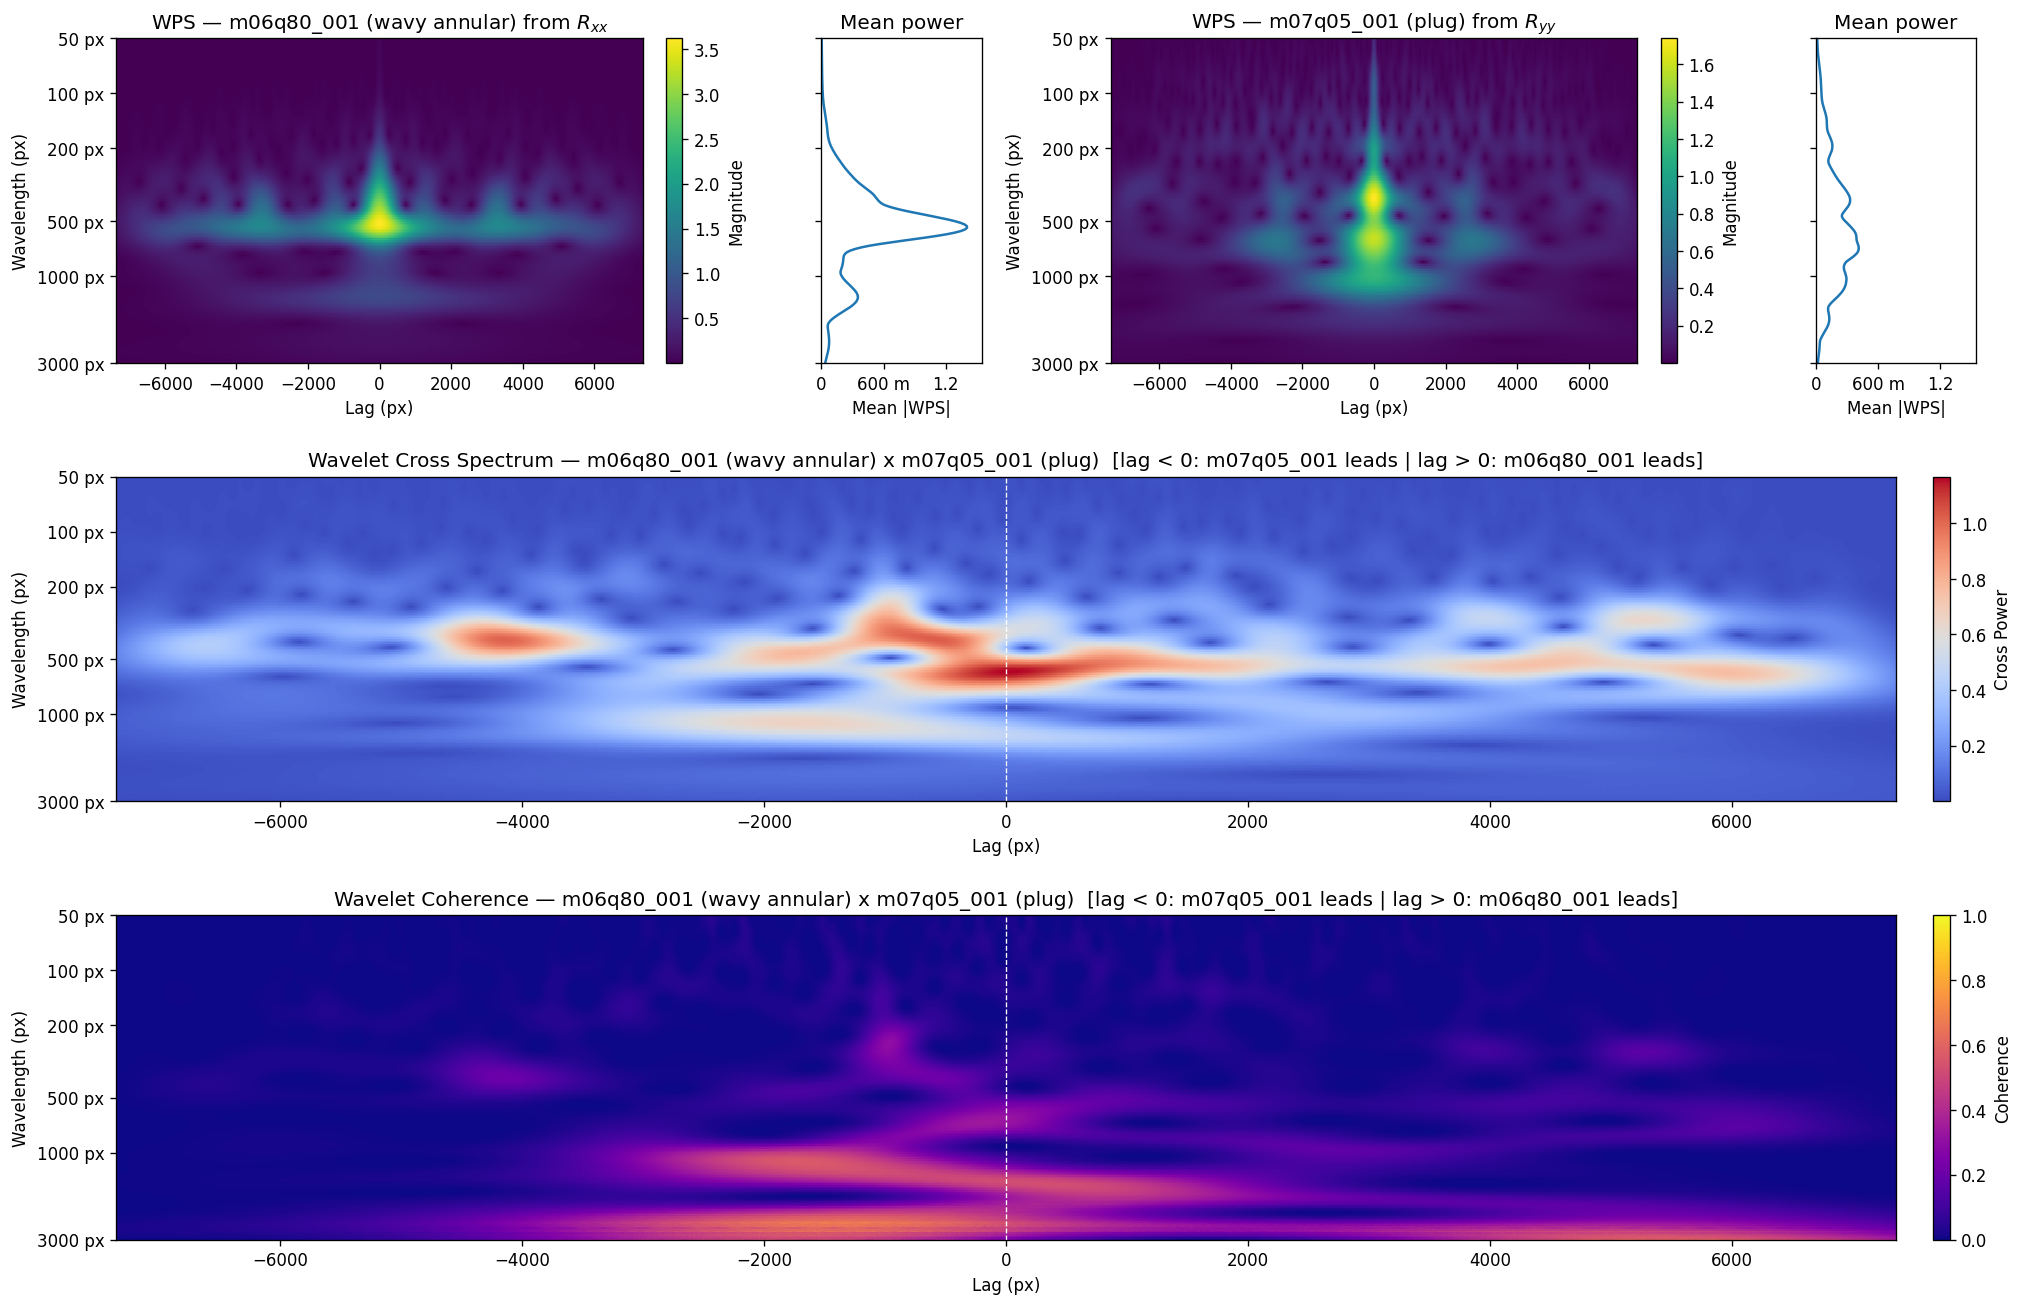 WPS — m06q80_001 (wavy annular) from Rxx
Mean power
WPS — m07q05_001 (plug) from Ryy
Mean power
50 px
100 px
200 px
500 px
1000 px
3000 px
Wavelength (px)
−6000 −4000 −2000 0 2000 4000 6000
Lag (px)
3.5
3.0
2.5
2.0
1.5
1.0
0.5
Magnitude
0 600 m 1.2
Mean |WPS|
50 px
100 px
200 px
500 px
1000 px
3000 px
Wavelength (px)
−6000 −4000 −2000 0 2000 4000 6000
Lag (px)
1.6
1.4
1.2
1.0
0.8
0.6
0.4
0.2
Magnitude
0 600 m 1.2
Mean |WPS|
Wavelet Cross Spectrum — m06q80_001 (wavy annular) x m07q05_001 (plug) [lag < 0: m07q05_001 leads | lag > 0: m06q80_001 leads]
50 px
100 px
200 px
500 px
1000 px
3000 px
Wavelength (px)
−6000 −4000 −2000 0 2000 4000 6000
Lag (px)
1.0
0.8
0.6
0.4
0.2
Cross Power
Wavelet Coherence — m06q80_001 (wavy annular) x m07q05_001 (plug) [lag < 0: m07q05_001 leads | lag > 0: m06q80_001 leads]
50 px
100 px
200 px
500 px
1000 px
3000 px
Wavelength (px)
−6000 −4000 −2000 0 2000 4000 6000
Lag (px)
1.0
0.8
0.6
0.4
0.2
0.0
Coherence